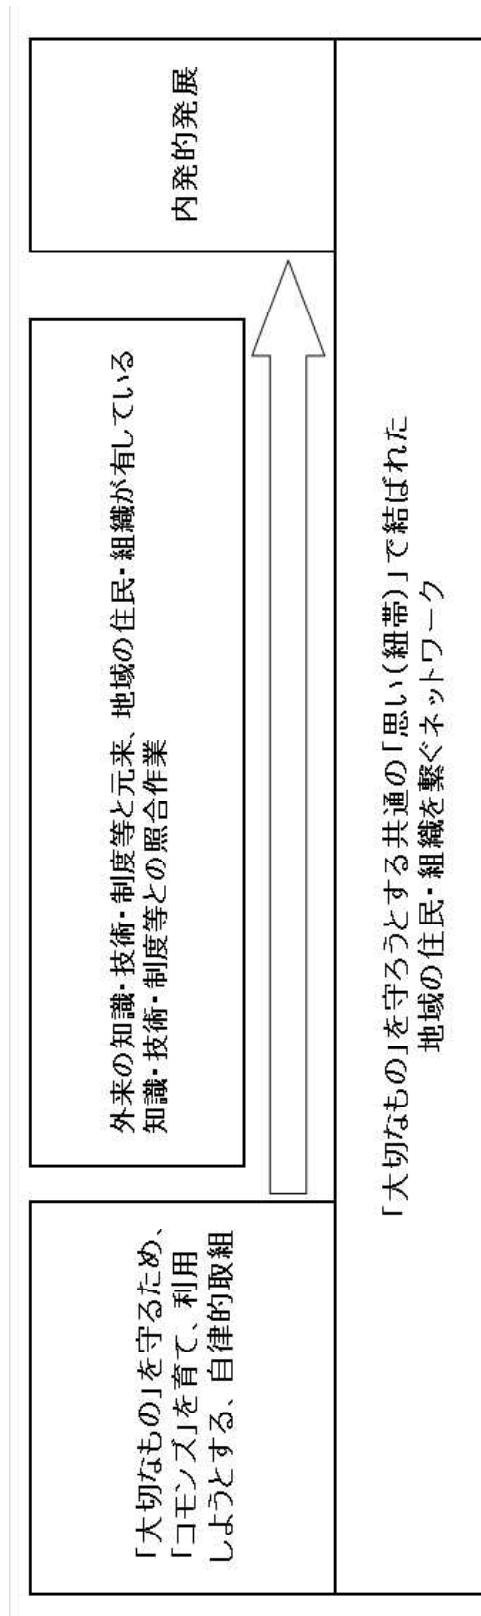 「大切なもの」を守るため、
「コモンズ」を育て、利用
しようとする、自律的取組
外来の知識・技術・制度等と元来、地域の住民・組織が有している
知識・技術・制度等との照合作業
内発的発展
「大切なもの」を守ろうとする共通の「思い(紐帯)」で結ばれた
地域の住民・組織を繋ぐネットワーク